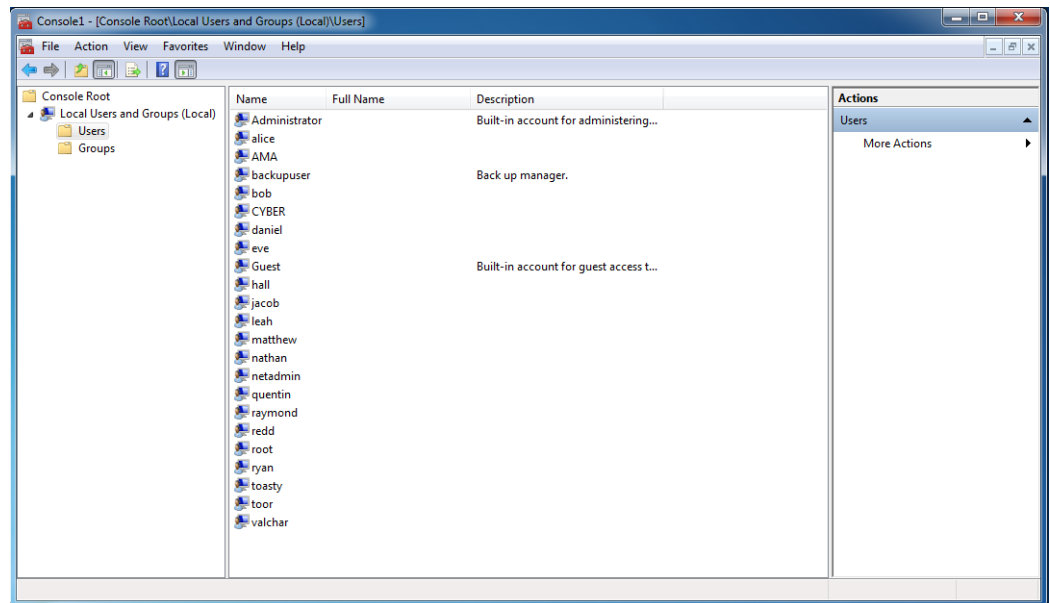 Console1 - [Console Root\Local Users and Groups (Local)\Users]
File Action View Favorites Window Help
Console Root
Local Users and Groups (Local)
Users
Groups
Name Full Name Description
Administrator Built-in account for administering...
alice
AMA
backupuser Back up manager.
bob
CYBER
daniel
eve
Guest Built-in account for guest access t...
hall
jacob
leah
matthew
nathan
netadmin
quentin
raymond
redd
root
ryan
toasty
toor
valchar
Actions
Users
More Actions